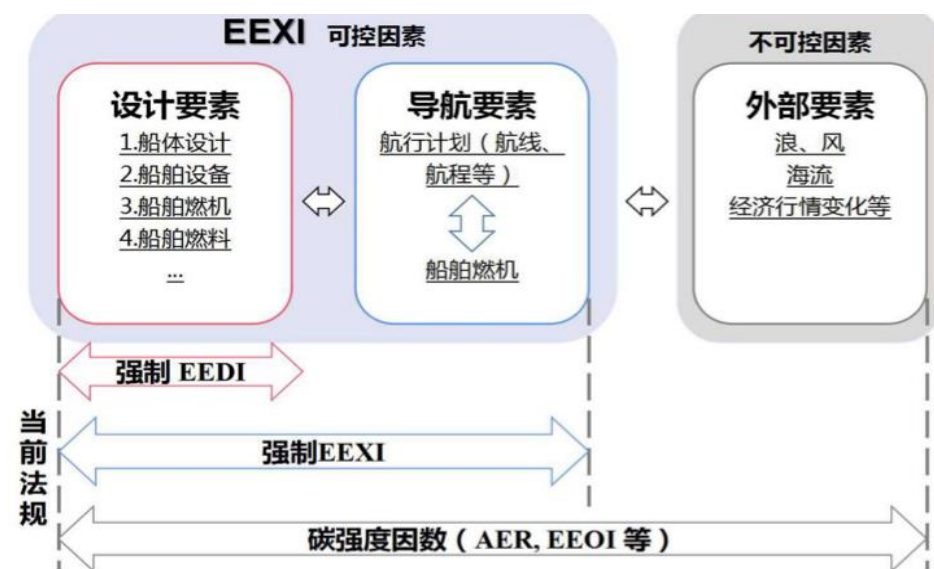 EEXI 可控因素
不可控因素
设计要素
1.船体设计
2.船舶设备
3.船舶燃机
4.船舶燃料
...
导航要素
航行计划（航线、
航程等）
船舶燃机
外部要素
浪、风
海流
经济行情变化等
当前法规
强制 EEDI
强制EEXI
碳强度因数（AER, EEOI 等）